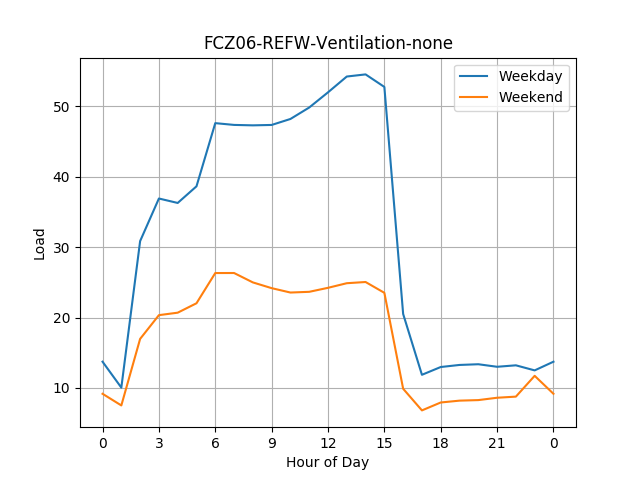 FCZ06-REFW-Ventilation-none
Weekday
Weekend
Load
50
40
30
20
10
0 3 6 9 12 15 18 21 0
Hour of Day